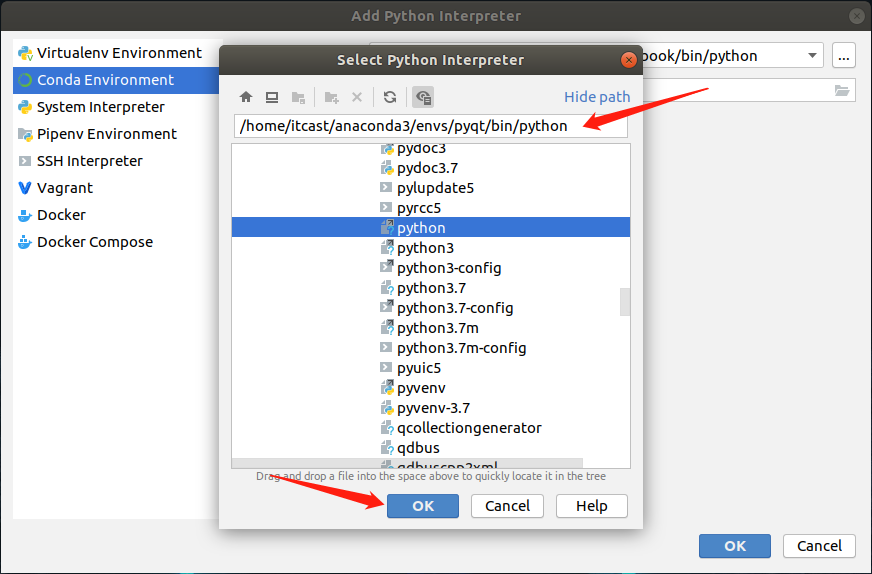 Add Python Interpreter
Virtualenv Environment
Conda Environment
System Interpreter
Pipenv Environment
SSH Interpreter
Vagrant
Docker
Docker Compose
book/bin/python
...
Select Python Interpreter
Hide path
/home/itcast/anaconda3/envs/pyqt/bin/python
pydoc3
pydoc3.7
pylupdate5
pyrcc5
python
python3
python3-config
python3.7
python3.7-config
python3.7m
python3.7m-config
pyuic5
pyvenv
pyvenv-3.7
qcollectiongenerator
qdbus
qdbuscpp2xml
Drag and drop a file into the space above to quickly locate it in the tree
OK Cancel Help
OK Cancel